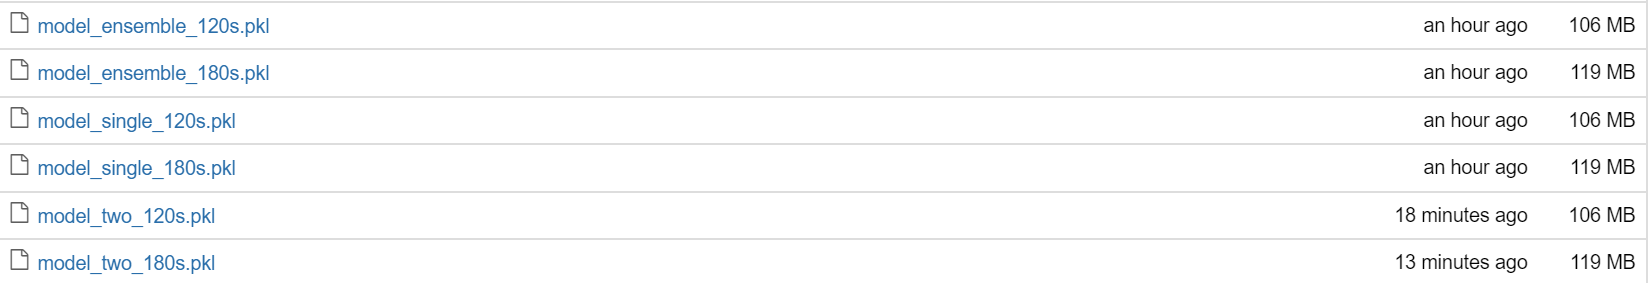 model_ensemble_120s.pkl an hour ago 106 MB
model_ensemble_180s.pkl an hour ago 119 MB
model_single_120s.pkl an hour ago 106 MB
model_single_180s.pkl an hour ago 119 MB
model_two_120s.pkl 18 minutes ago 106 MB
model_two_180s.pkl 13 minutes ago 119 MB